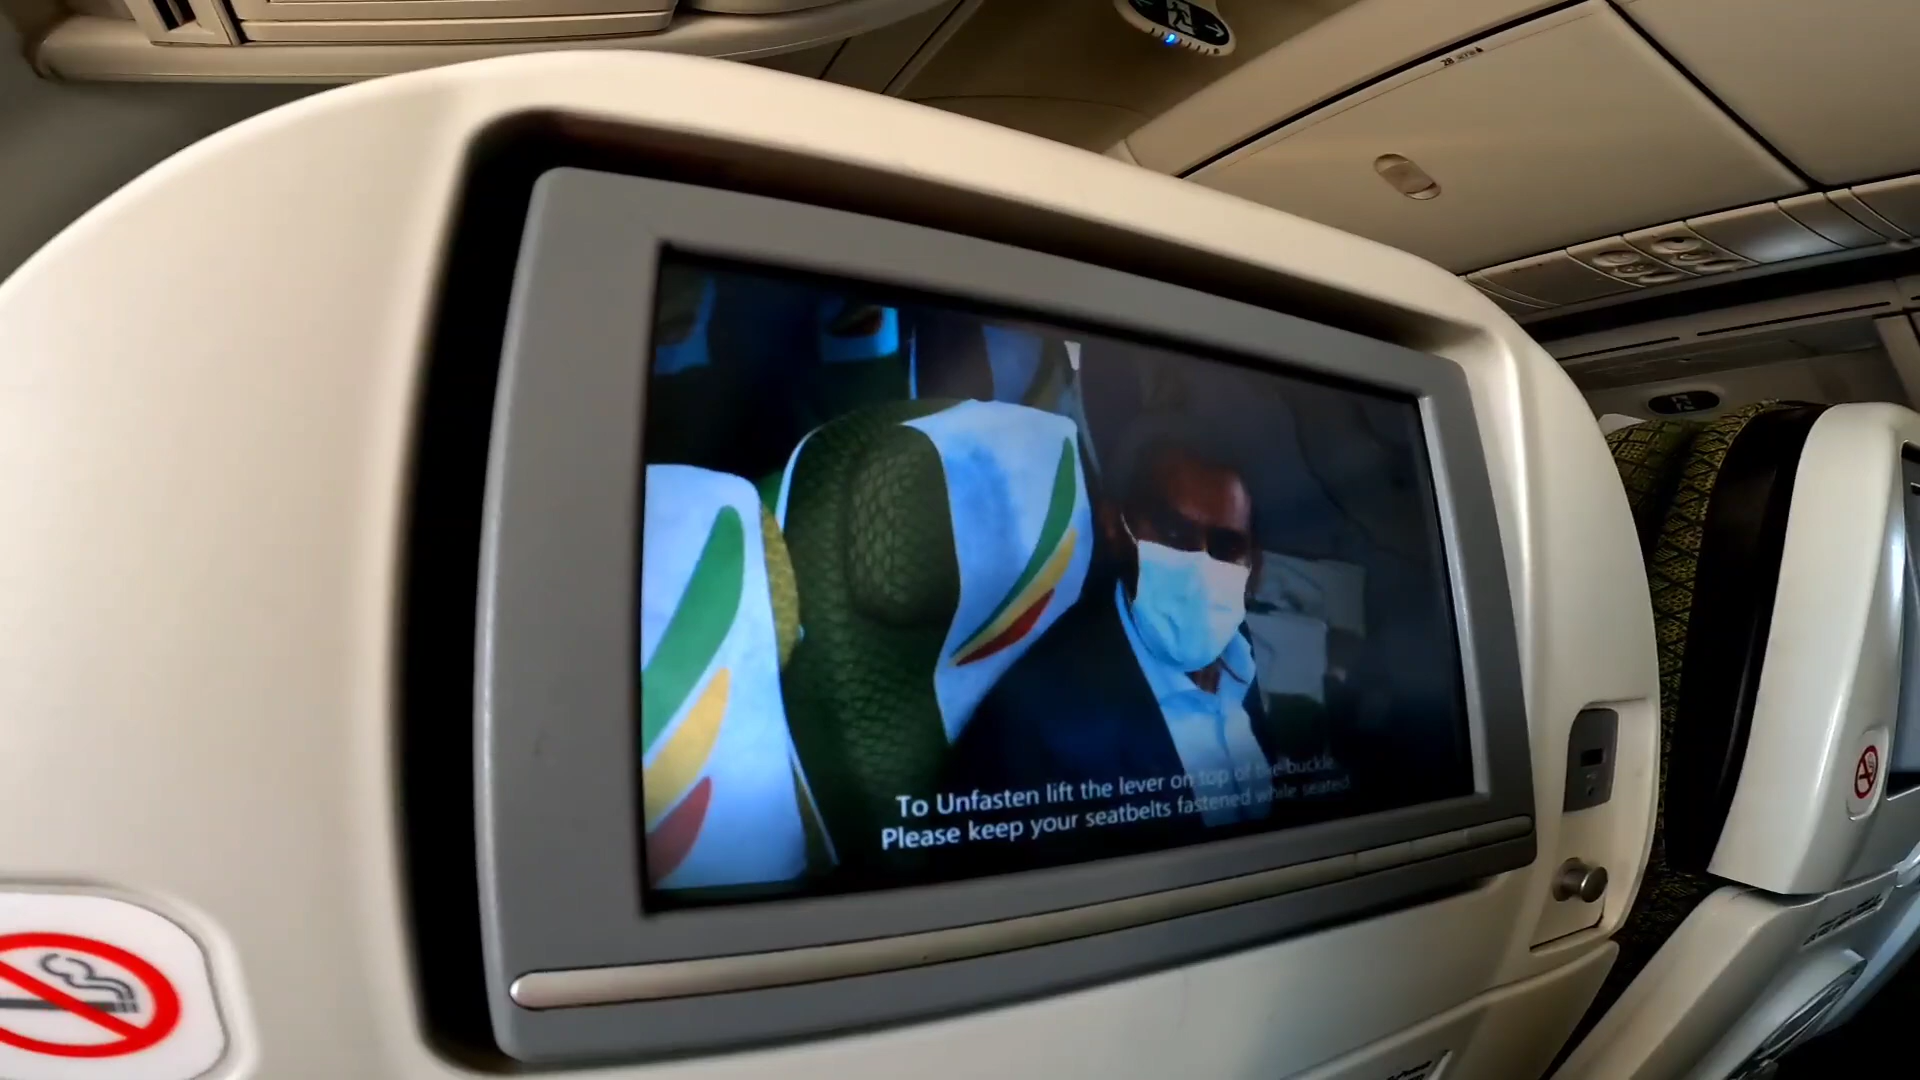 To Unfasten lift the lever on top of the buckle
Please keep your seatbelts fastened while seated